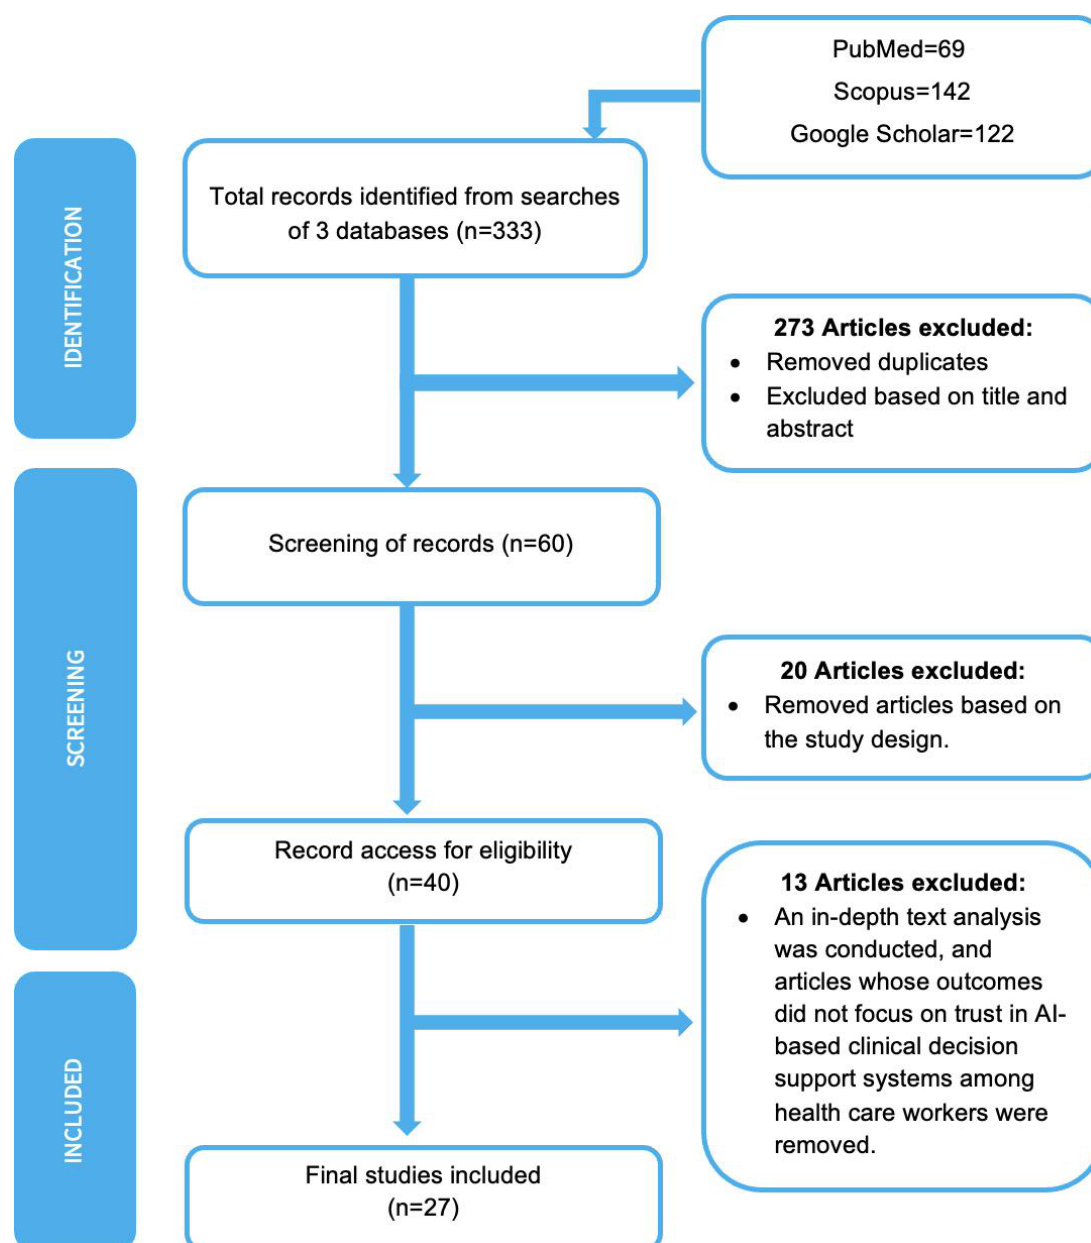 PubMed=69
Scopus=142
Google Scholar=122
IDENTIFICATION
Total records identified from searches
of 3 databases (n=333)
273 Articles excluded:
• Removed duplicates
• Excluded based on title and
abstract
SCREENING
Screening of records (n=60)
20 Articles excluded:
• Removed articles based on
the study design.
Record access for eligibility
(n=40)
13 Articles excluded:
• An in-depth text analysis
was conducted, and
articles whose outcomes
did not focus on trust in AI-
based clinical decision
support systems among
health care workers were
removed.
INCLUDED
Final studies included
(n=27)